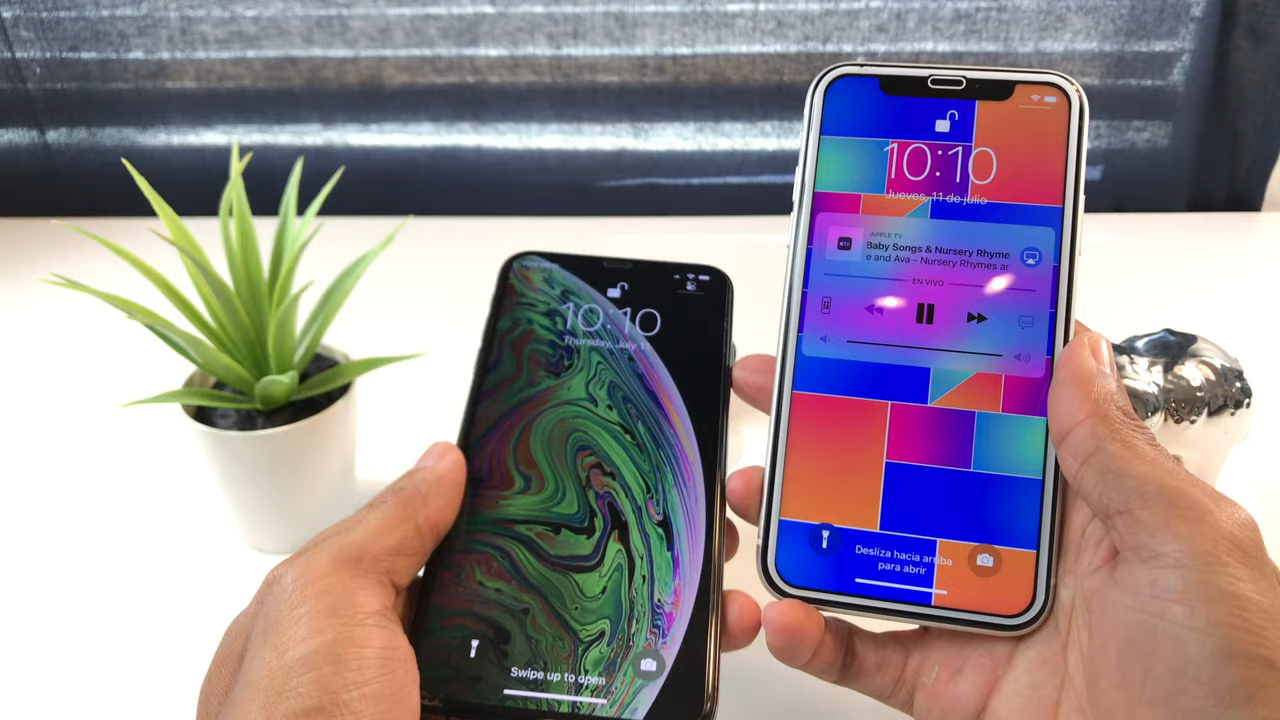 10:10
Thursday, July 11
Swipe up to open
10:10
Jueves, 11 de julio
APPLE TV
Baby Songs & Nursery Rhyme
e and Ava - Nursery Rhymes ar
EN VIVO
Desliza hacia arriba
para abrir